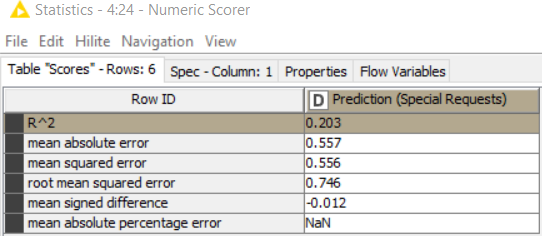 Statistics - 4:24 - Numeric Scorer
File Edit Hilite Navigation View
Table "Scores" - Rows: 6 Spec - Column: 1 Properties Flow Variables
Row ID D Prediction (Special Requests)
R^2 0.203
mean absolute error 0.557
mean squared error 0.556
root mean squared error 0.746
mean signed difference -0.012
mean absolute percentage error NaN